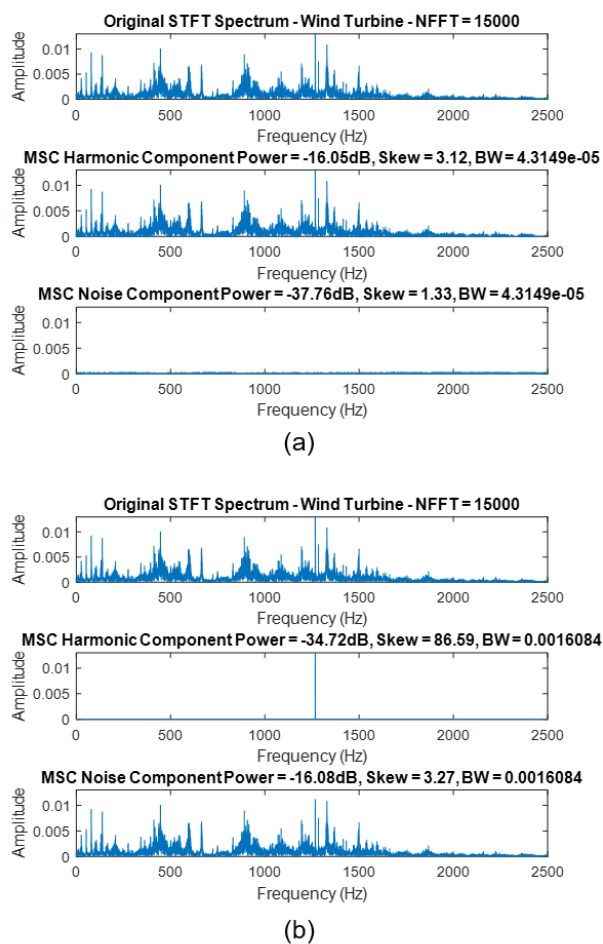 Original STFT Spectrum - Wind Turbine - NFFT = 15000
Amplitude
0.01
0.005
0
0 500 1000 1500 2000 2500
Frequency (Hz)
MSC Harmonic Component Power = -16.05dB, Skew = 3.12, BW = 4.3149e-05
Amplitude
0.01
0.005
0
0 500 1000 1500 2000 2500
Frequency (Hz)
MSC Noise Component Power = -37.76dB, Skew = 1.33, BW = 4.3149e-05
Amplitude
0.01
0.005
0
0 500 1000 1500 2000 2500
Frequency (Hz)
(a)
Original STFT Spectrum - Wind Turbine - NFFT = 15000
Amplitude
0.01
0.005
0
0 500 1000 1500 2000 2500
Frequency (Hz)
MSC Harmonic Component Power = -34.72dB, Skew = 86.59, BW = 0.0016084
Amplitude
0.01
0.005
0
0 500 1000 1500 2000 2500
Frequency (Hz)
MSC Noise Component Power = -16.08dB, Skew = 3.27, BW = 0.0016084
Amplitude
0.01
0.005
0
0 500 1000 1500 2000 2500
Frequency (Hz)
(b)